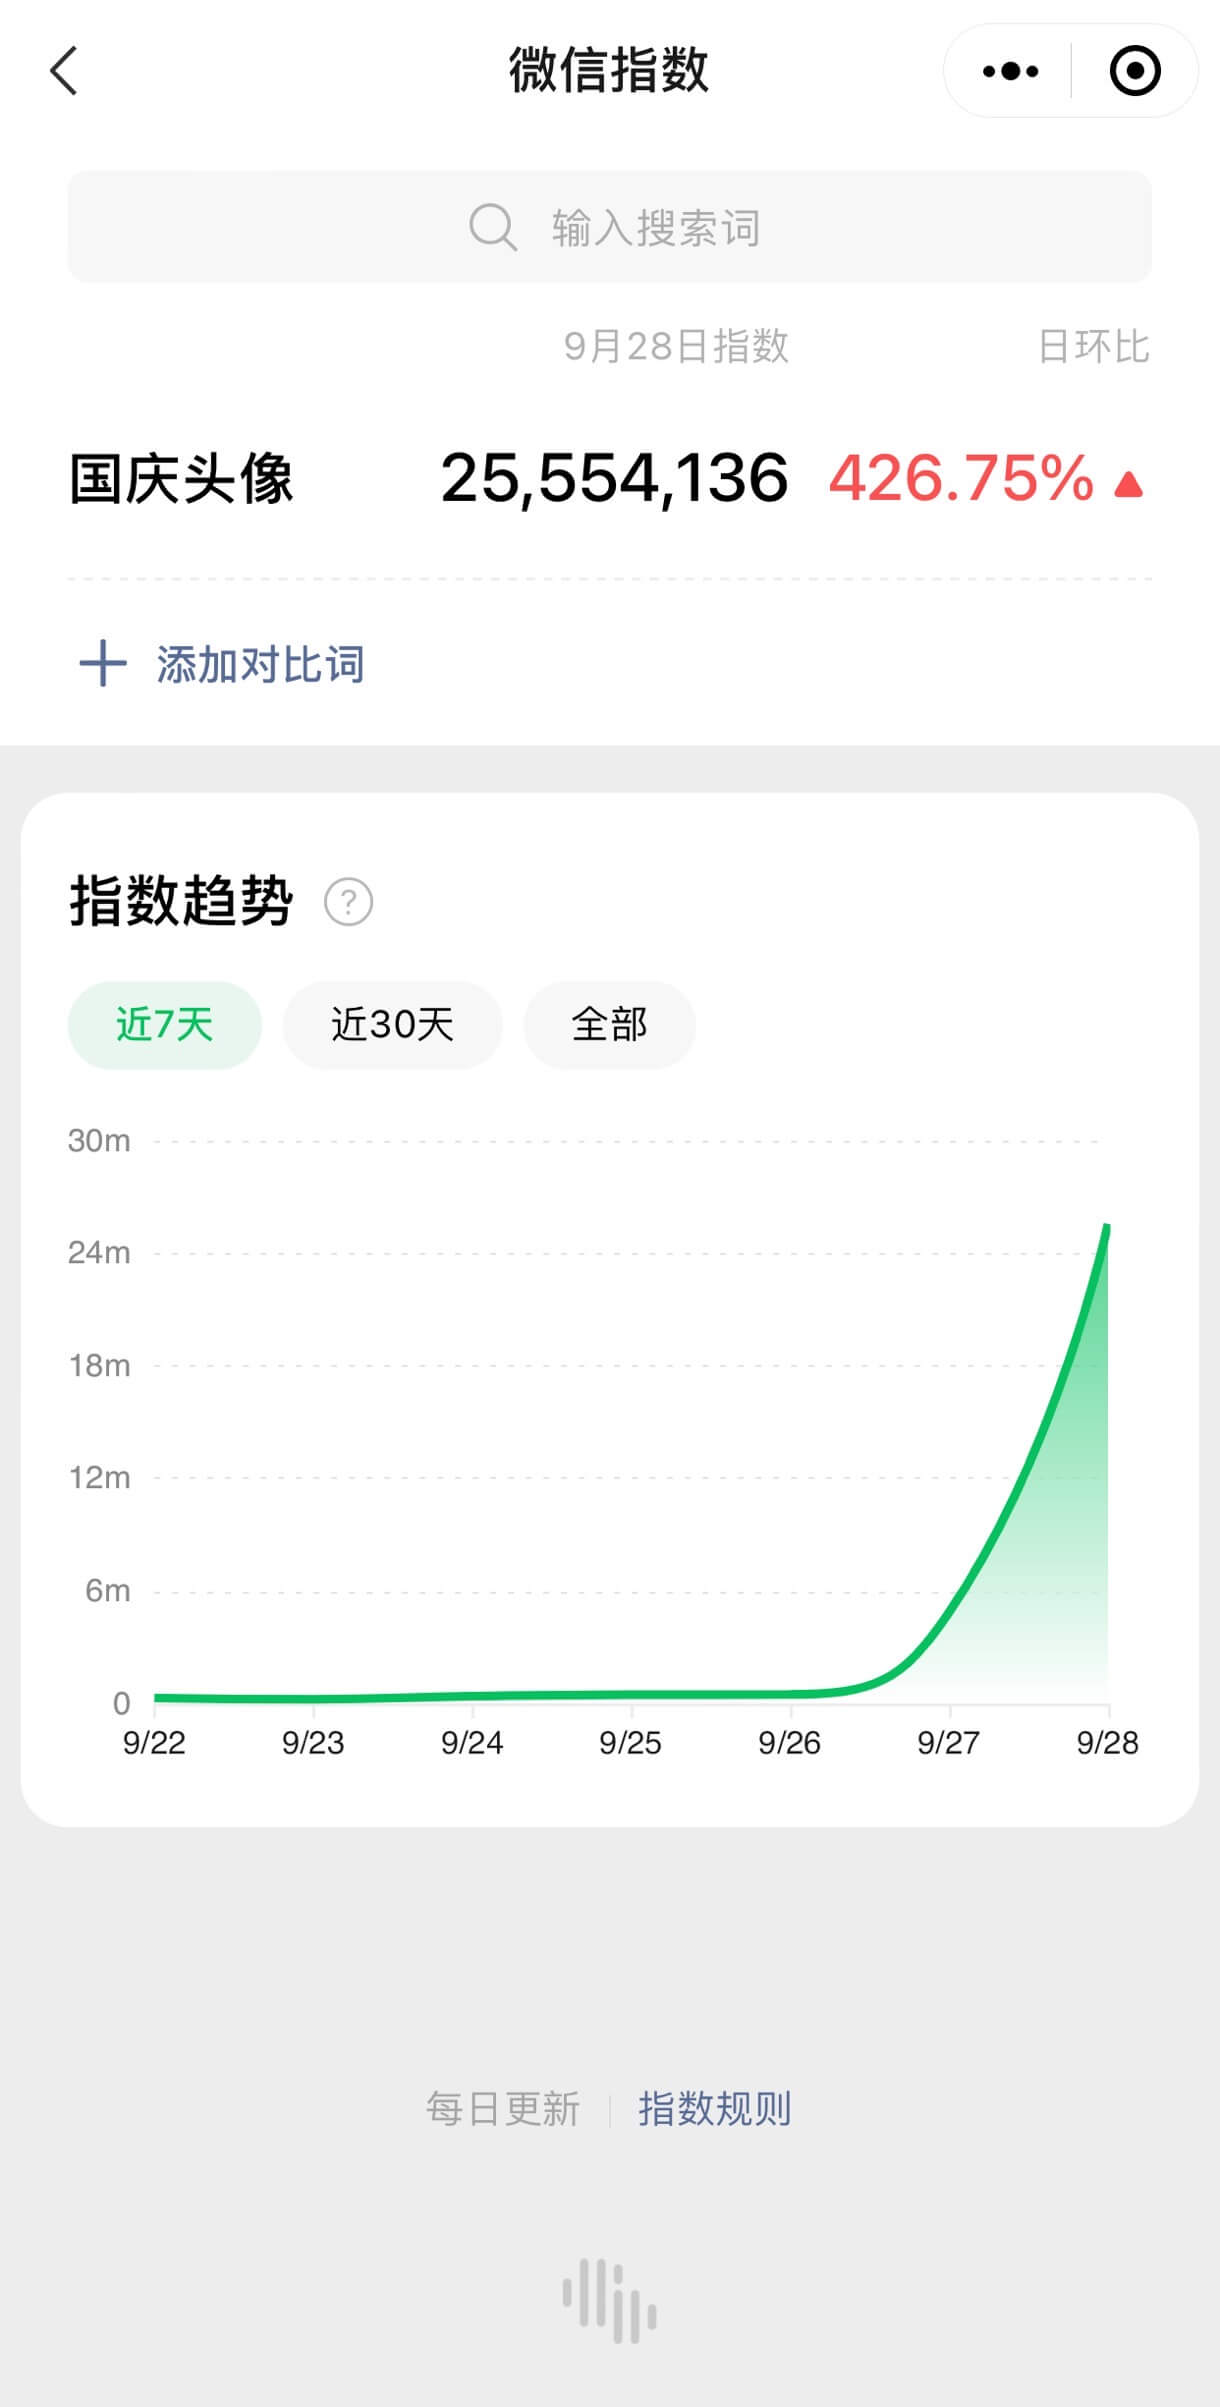 微信指数
输入搜索词
9月28日指数 日环比
国庆头像 25,554,136 426.75%
添加对比词
指数趋势 ?
近7天 近30天 全部
30m
24m
18m
12m
6m
0
9/22 9/23 9/24 9/25 9/26 9/27 9/28
每日更新 指数规则